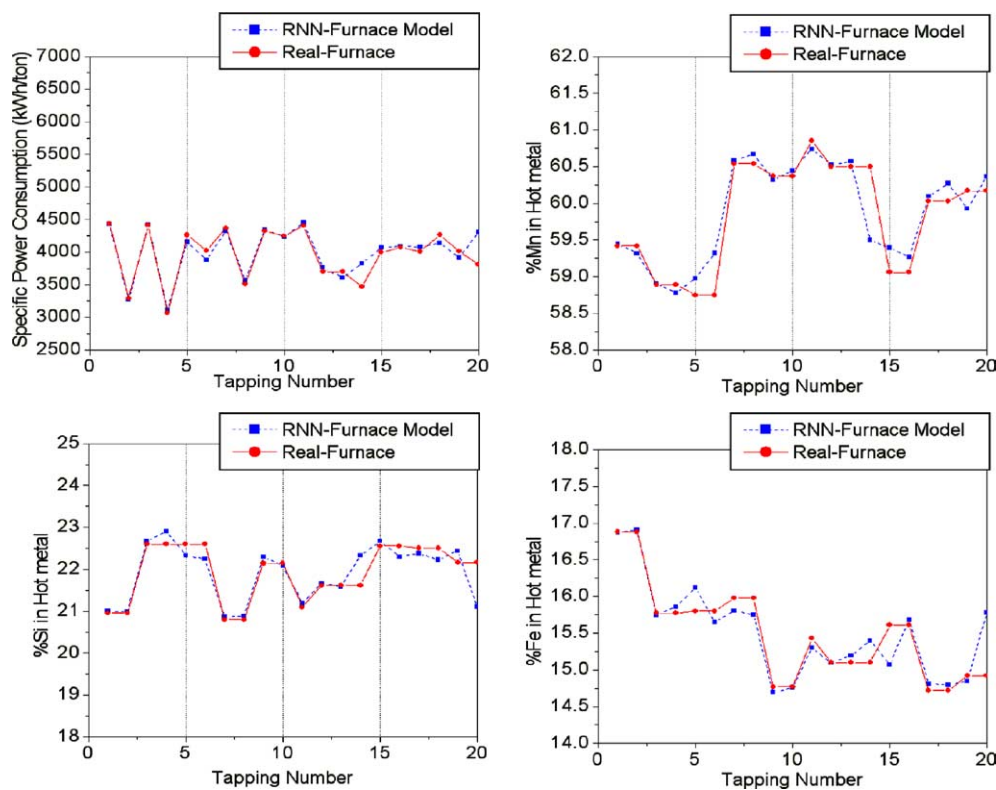 RNN-Furnace Model
Real-Furnace
Specific Power Consumption (kWh/ton)
7000
6500
6000
5500
5000
4500
4000
3500
3000
2500
0 5 10 15 20
Tapping Number
RNN-Furnace Model
Real-Furnace
%Mn in Hot metal
62.0
61.5
61.0
60.5
60.0
59.5
59.0
58.5
58.0
0 5 10 15 20
Tapping Number
RNN-Furnace Model
Real-Furnace
%Si in Hot metal
25
24
23
22
21
20
19
18
0 5 10 15 20
Tapping Number
RNN-Furnace Model
Real-Furnace
%Fe in Hot metal
18.0
17.5
17.0
16.5
16.0
15.5
15.0
14.5
14.0
0 5 10 15 20
Tapping Number